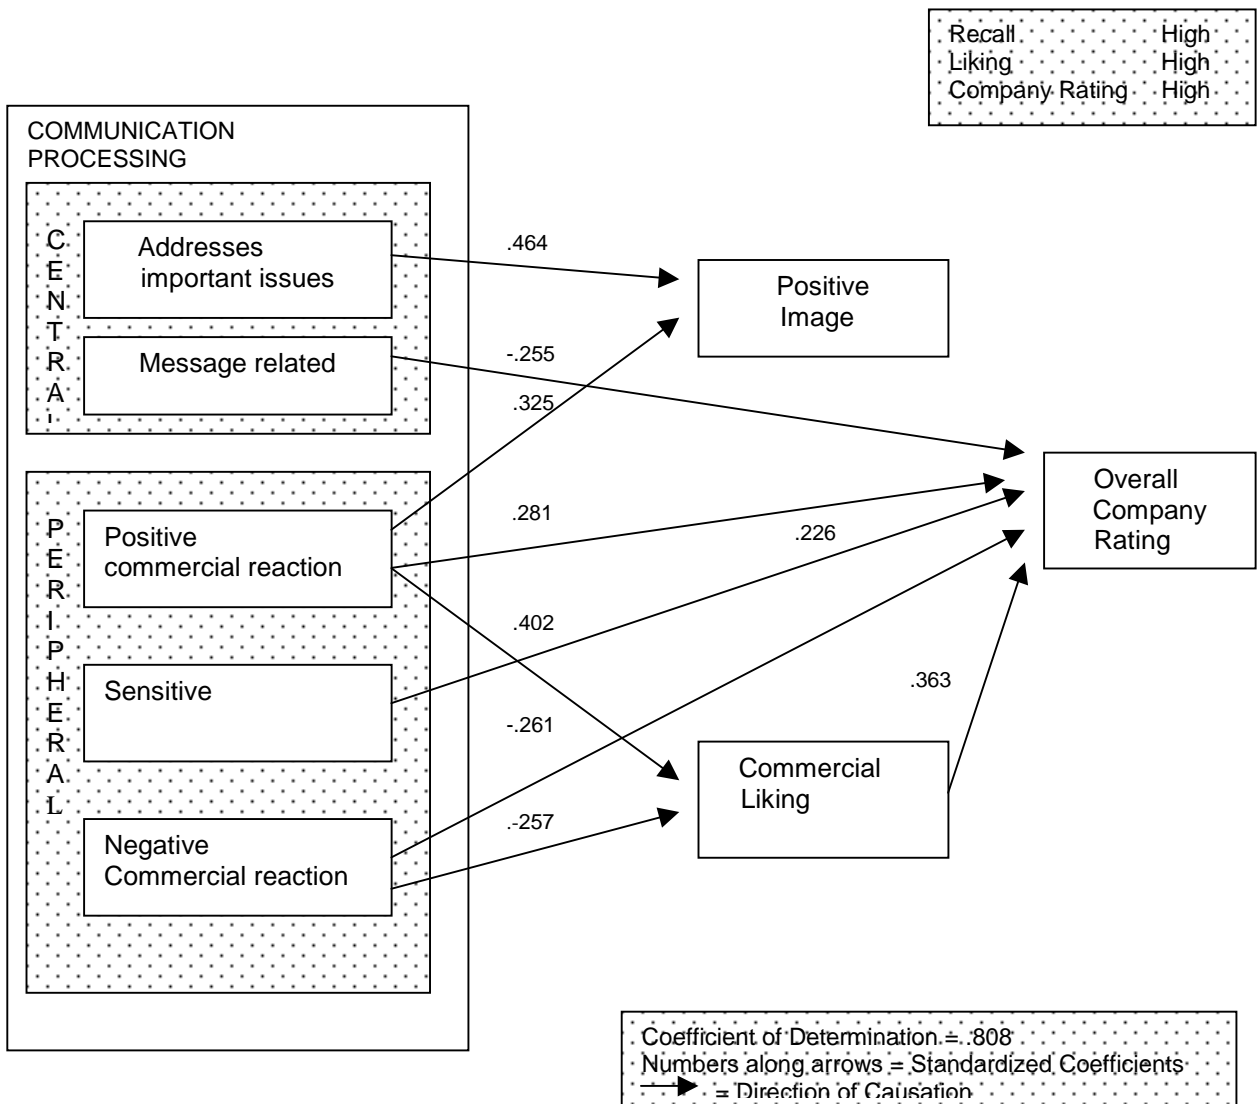 Recall High
Liking High
Company Rating High
COMMUNICATION
PROCESSING
CENTRAL
Addresses
important issues
Message related
PERIPHERAL
Positive
commercial reaction
Sensitive
Negative
Commercial reaction
.464
-.255
.325
.281
.226
.402
-.261
.-257
.363
Positive
Image
Commercial
Liking
Overall
Company
Rating
Coefficient of Determination = .808
Numbers along arrows = Standardized Coefficients
= Direction of Causation